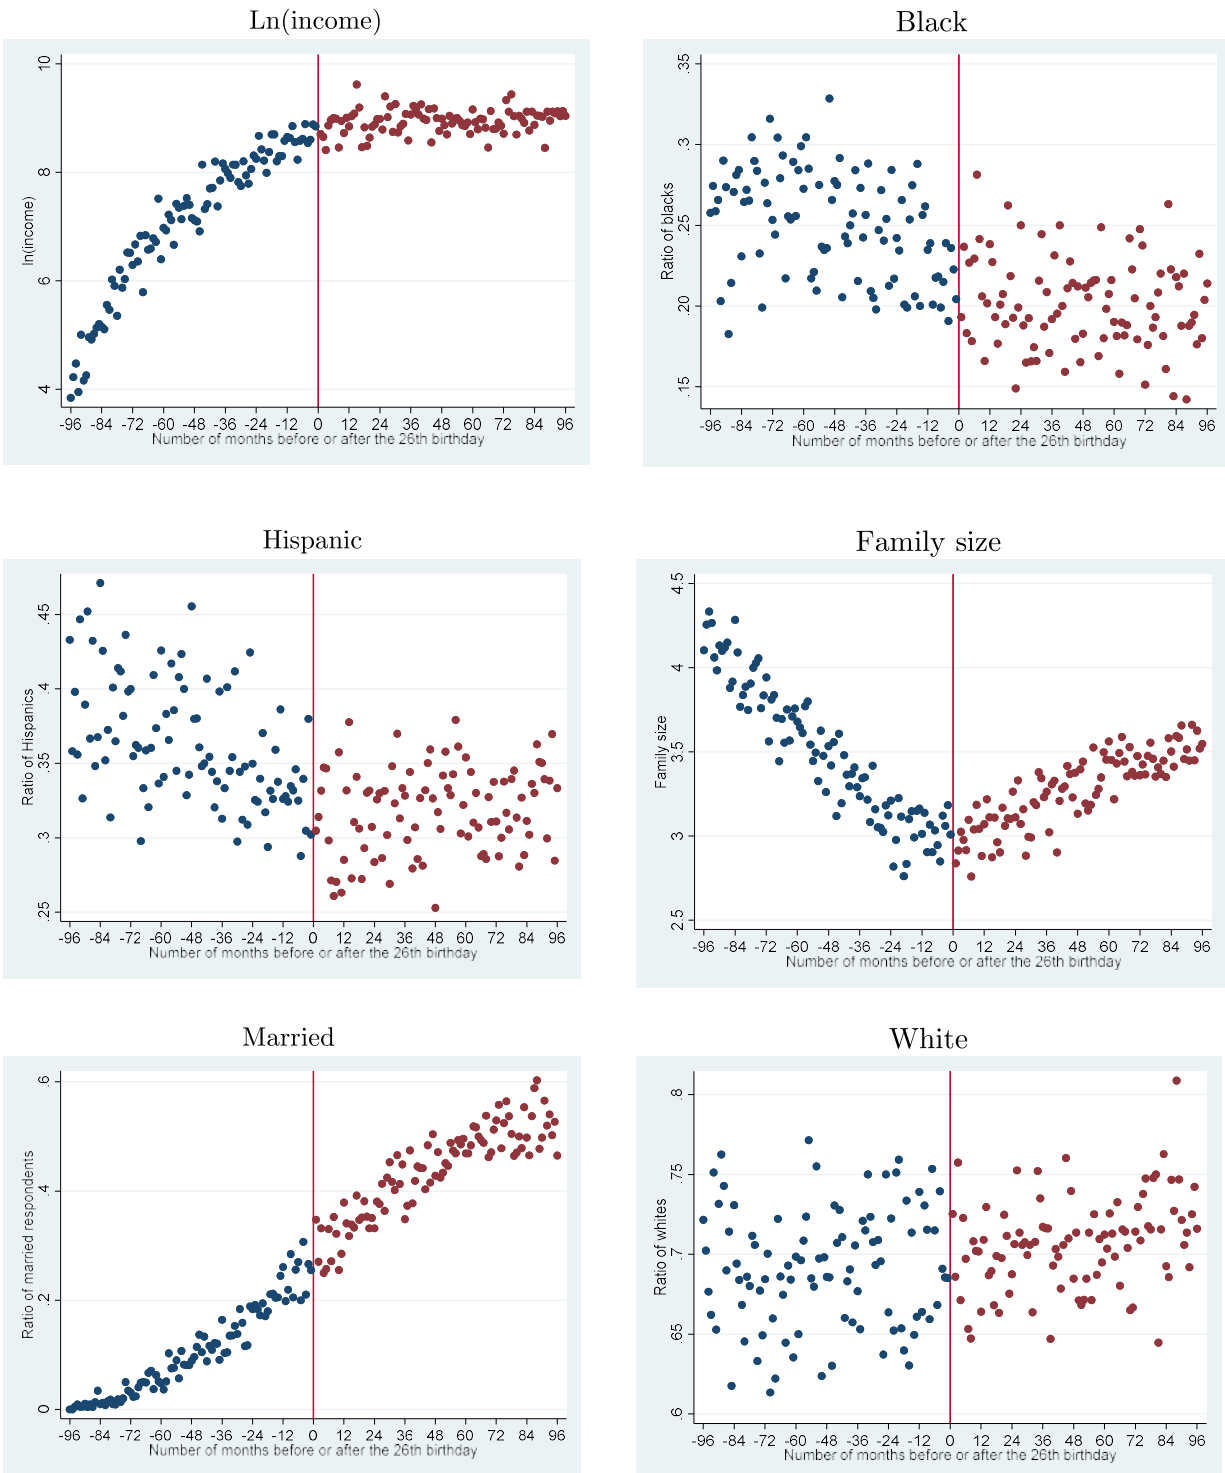 Ln(income)
10
8
6
4
ln(income)
-96 -84 -72 -60 -48 -36 -24 -12 0 12 24 36 48 60 72 84 96
Number of months before or after the 26th birthday
Black
.35
.3
.25
.20
.15
Ratio of blacks
-96 -84 -72 -60 -48 -36 -24 -12 0 12 24 36 48 60 72 84 96
Number of months before or after the 26th birthday
Hispanic
.45
.4
.35
.3
.25
Ratio of Hispanics
-96 -84 -72 -60 -48 -36 -24 -12 0 12 24 36 48 60 72 84 96
Number of months before or after the 26th birthday
Family size
4.5
4
3.5
3
2.5
Family size
-96 -84 -72 -60 -48 -36 -24 -12 0 12 24 36 48 60 72 84 96
Number of months before or after the 26th birthday
Married
.6
.4
.2
0
Ratio of married respondents
-96 -84 -72 -60 -48 -36 -24 -12 0 12 24 36 48 60 72 84 96
Number of months before or after the 26th birthday
White
.8
.75
.7
.65
.6
Ratio of whites
-96 -84 -72 -60 -48 -36 -24 -12 0 12 24 36 48 60 72 84 96
Number of months before or after the 26th birthday